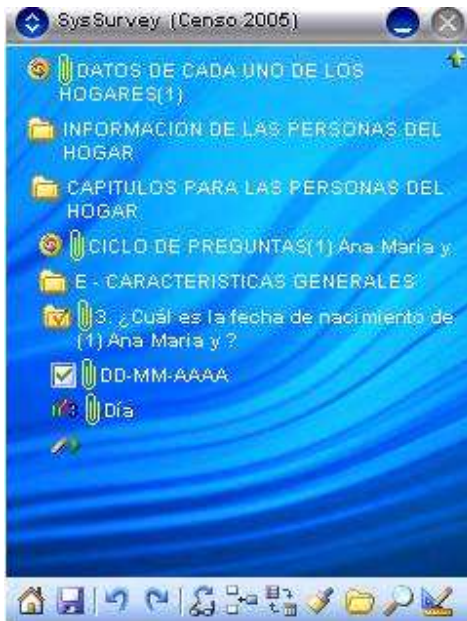 SysSurvey (Censo 2005)
DATOS DE CADA UNO DE LOS
HOGARES(1)
INFORMACION DE LAS PERSONAS DEL
HOGAR
CAPITULOS PARA LAS PERSONAS DEL
HOGAR
CICLO DE PREGUNTAS(1) Ana Maria y
E - CARACTERISTICAS GENERALES
3. ¿Cuál es la fecha de nacimiento de
(1) Ana Maria y ?
DD-MM-AAAA
Día